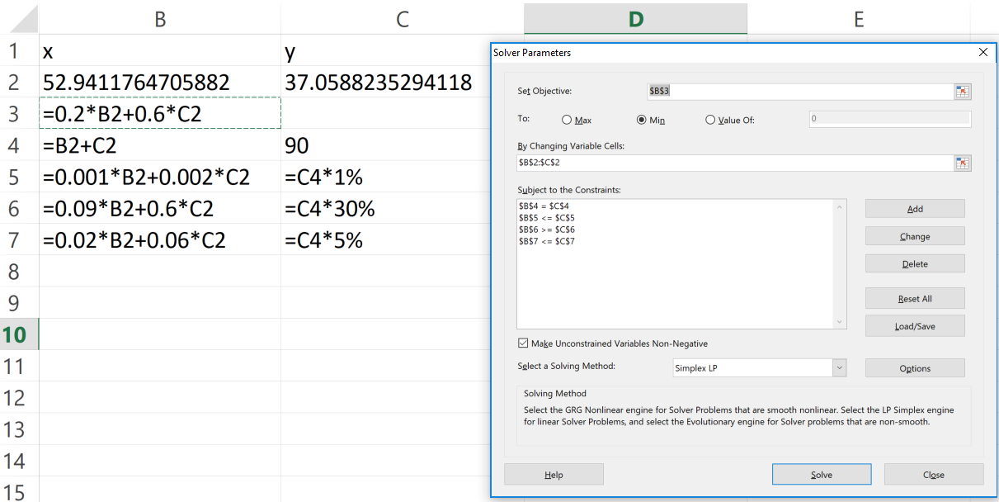 B C D E
1 x y
2 52.9411764705882 37.0588235294118
3 =0.2*B2+0.6*C2
4 =B2+C2 90
5 =0.001*B2+0.002*C2 =C4*1%
6 =0.09*B2+0.6*C2 =C4*30%
7 =0.02*B2+0.06*C2 =C4*5%
8
9
10
11
12
13
14
15
Solver Parameters
Set Objective: $B$3
To: Max Min Value Of: 0
By Changing Variable Cells:
$B$2:$C$2
Subject to the Constraints:
$B$4 = $C$4
$B$5 <= $C$5
$B$6 >= $C$6
$B$7 <= $C$7
Add
Change
Delete
Reset All
Load/Save
Make Unconstrained Variables Non-Negative
Select a Solving Method: Simplex LP Options
Solving Method
Select the GRG Nonlinear engine for Solver Problems that are smooth nonlinear. Select the LP Simplex engine
for linear Solver Problems, and select the Evolutionary engine for Solver problems that are non-smooth.
Help Solve Close